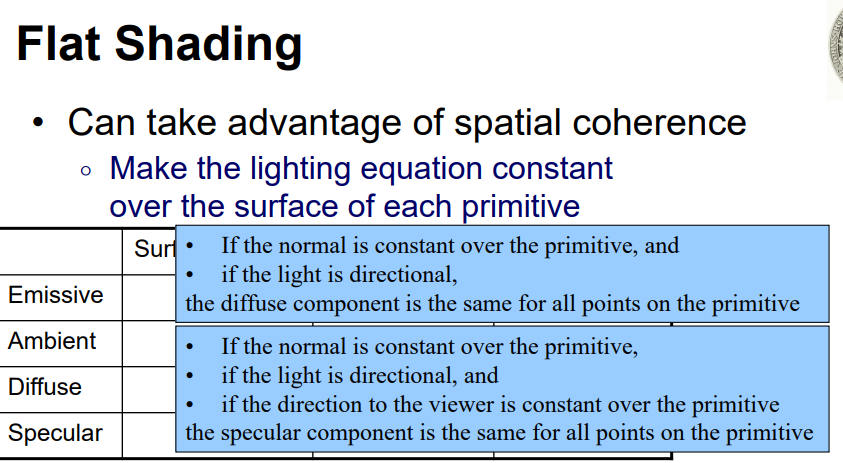 Flat Shading
• Can take advantage of spatial coherence
○ Make the lighting equation constant
over the surface of each primitive
Surf
• If the normal is constant over the primitive, and
• if the light is directional,
the diffuse component is the same for all points on the primitive
Emissive
Ambient
Diffuse
Specular
• If the normal is constant over the primitive,
• if the light is directional, and
• if the direction to the viewer is constant over the primitive
the specular component is the same for all points on the primitive